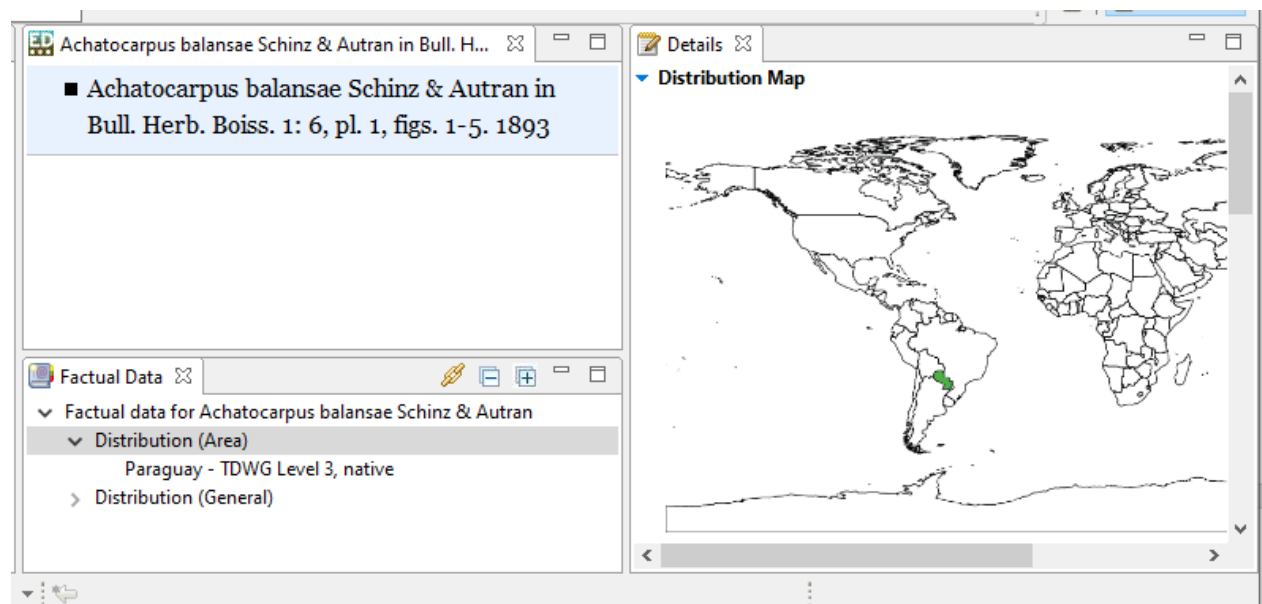 Achatocarpus balansae Schinz & Autran in Bull. H...
Achatocarpus balansae Schinz & Autran in
Bull. Herb. Boiss. 1: 6, pl. 1, figs. 1-5. 1893
Factual Data
Factual data for Achatocarpus balansae Schinz & Autran
Distribution (Area)
Paraguay - TDWG Level 3, native
Distribution (General)
Details
Distribution Map